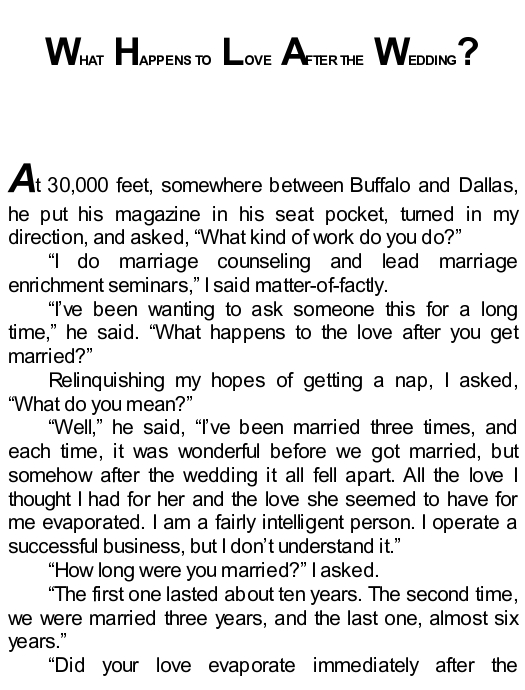 What Happens to Love After the Wedding?
At 30,000 feet, somewhere between Buffalo and Dallas,
he put his magazine in his seat pocket, turned in my
direction, and asked, “What kind of work do you do?”
“I do marriage counseling and lead marriage
enrichment seminars,” I said matter-of-factly.
“I’ve been wanting to ask someone this for a long
time,” he said. “What happens to the love after you get
married?”
Relinquishing my hopes of getting a nap, I asked,
“What do you mean?”
“Well,” he said, “I’ve been married three times, and
each time, it was wonderful before we got married, but
somehow after the wedding it all fell apart. All the love I
thought I had for her and the love she seemed to have for
me evaporated. I am a fairly intelligent person. I operate a
successful business, but I don’t understand it.”
“How long were you married?” I asked.
“The first one lasted about ten years. The second time,
we were married three years, and the last one, almost six
years.”
“Did your love evaporate immediately after the